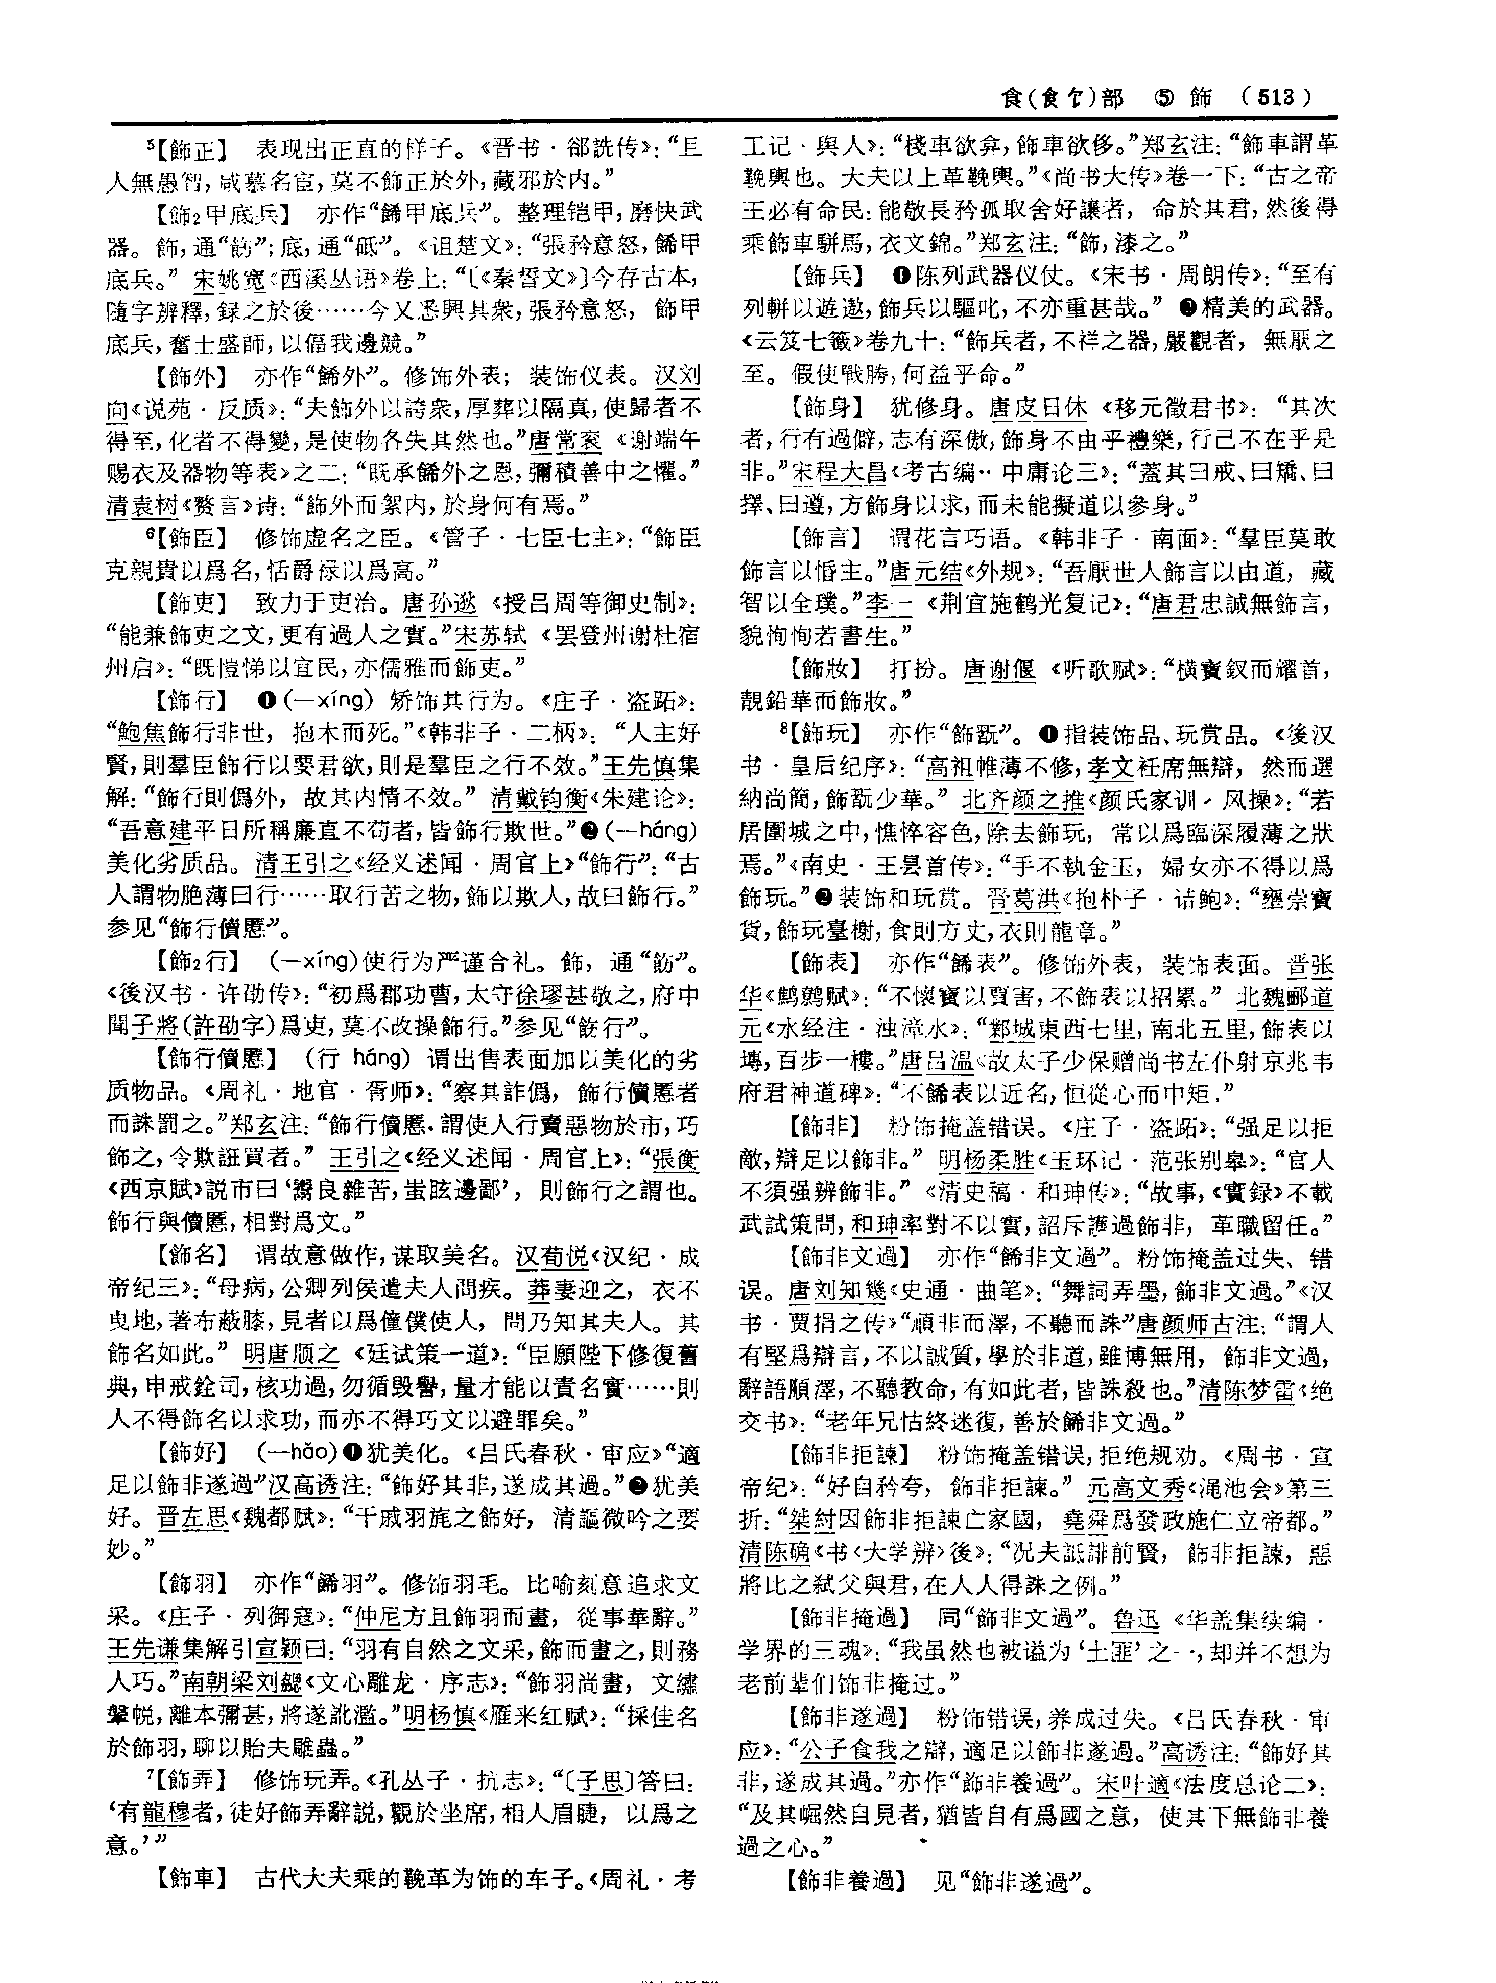 食(食飠)部 ⑤ 飾 (513)
⁵【飾正】 表现出正直的样子。《晋书·郤詵传》：“且
人無愚智，咸慕名宦，莫不飾正於外，藏邪於内。”
【飾₂甲底兵】 亦作“餙甲底兵”。整理铠甲，磨快武
器。飾，通“飭”；底，通“砥”。《诅楚文》：“張矜意怒，餙甲
底兵。” 宋姚宽《西溪丛语》卷上：“〔《秦誓文》〕今存古本，
隨字辨釋，録之於後……今又悉興其衆，張矜意怒，飾甲
底兵，奮士盛師，以偪我邊競。”
【飾外】 亦作“餙外”。修饰外表；装饰仪表。汉刘
向《说苑·反质》：“夫飾外以誇衆，厚葬以隔真，使歸者不
得至，化者不得變，是使物各失其然也。”唐常衮《谢端午
赐衣及器物等表》之二：“既承餙外之恩，彌積善中之懼。”
清袁树《赘言》诗：“飾外而絮内，於身何有焉。”
⁶【飾臣】 修饰虚名之臣。《管子·七臣七主》：“飾臣
克親貴以爲名，恬爵禄以爲高。”
【飾吏】 致力于吏治。唐孙逖《授吕周等御史制》：
“能兼飾吏之文，更有過人之實。”宋苏轼《罢登州谢杜宿
州启》：“既愷悌以宜民，亦儒雅而飾吏。”
【飾行】 ❶(—xíng) 矫饰其行为。《庄子·盗跖》：
“鮑焦飾行非世，抱木而死。”《韩非子·二柄》：“人主好
賢，則羣臣飾行以要君欲，則是羣臣之行不效。”王先慎集
解：“飾行則僞外，故其内情不效。” 清戴钧衡《朱建论》：
“吾意建平日所稱廉直不苟者，皆飾行欺世。”❷(—háng)
美化劣质品。清王引之《经义述闻·周官上》“飾行”：“古
人謂物脃薄曰行……取行苦之物，飾以欺人，故曰飾行。”
参见“飾行儥慝”。
【飾₂行】 (—xíng)使行为严谨合礼。飾，通“飭”。
《後汉书·许劭传》：“初爲郡功曹，太守徐璆甚敬之，府中
聞子將(許劭字)爲吏，莫不改操飾行。”参见“飭行”。
【飾行儥慝】 (行 háng) 谓出售表面加以美化的劣
质物品。《周礼·地官·胥师》：“察其詐僞，飾行儥慝者
而誅罰之。”郑玄注：“飾行儥慝，謂使人行賣惡物於市，巧
飾之，令欺誑買者。” 王引之《经义述闻·周官上》：“張衡
《西京賦》説市曰‘鬻良雜苦，蚩眩邊鄙’，則飾行之謂也。
飾行與儥慝，相對爲文。”
【飾名】 谓故意做作，谋取美名。汉荀悦《汉纪·成
帝纪三》：“母病，公卿列侯遣夫人問疾。莽妻迎之，衣不
曳地，著布蔽膝，見者以爲僮僕使人，問乃知其夫人。其
飾名如此。” 明唐顺之《廷试策一道》：“臣願陛下修復舊
典，申戒銓司，核功過，勿循毁譽，量才能以責名實……則
人不得飾名以求功，而亦不得巧文以避罪矣。”
【飾好】 (—hǎo)❶犹美化。《吕氏春秋·审应》“適
足以飾非遂過”汉高诱注：“飾好其非，遂成其過。”❷犹美
好。晋左思《魏都赋》：“干戚羽旄之飾好，清謳微吟之要
妙。”
【飾羽】 亦作“餙羽”。修饰羽毛。比喻刻意追求文
采。《庄子·列御寇》：“仲尼方且飾羽而畫，從事華辭。”
王先谦集解引宣颖曰：“羽有自然之文采，飾而畫之，則務
人巧。”南朝梁刘勰《文心雕龙·序志》：“飾羽尚畫，文繡
鞶帨，離本彌甚，將遂訛濫。”明杨慎《雁来红赋》：“採佳名
於飾羽，聊以貽夫雕蟲。”
⁷【飾弄】 修饰玩弄。《孔丛子·抗志》：“〔子思〕答曰：
‘有龍穆者，徒好飾弄辭説，觀於坐席，相人眉睫，以爲之
意。’”
【飾車】 古代大夫乘的鞔革为饰的车子。《周礼·考
工记·舆人》：“棧車欲弇，飾車欲侈。”郑玄注：“飾車謂革
鞔輿也。大夫以上革鞔輿。”《尚书大传》卷一下：“古之帝
王必有命民：能敬長矜孤取舍好讓者，命於其君，然後得
乘飾車駢馬，衣文錦。”郑玄注：“飾，漆之。”
【飾兵】 ❶陈列武器仪仗。《宋书·周朗传》：“至有
列軿以遊遨，飾兵以驅叱，不亦重甚哉。” ❷精美的武器。
《云笈七籤》卷九十：“飾兵者，不祥之器，嚴觀者，無厭之
至。假使戰勝，何益乎命。”
【飾身】 犹修身。唐皮日休《移元徵君书》：“其次
者，行有過僻，志有深傲，飾身不由乎禮樂，行己不在乎是
非。”宋程大昌《考古编·中庸论三》：“蓋其曰戒、曰矯、曰
擇、曰遵，方飾身以求，而未能擬道以參身。”
【飾言】 谓花言巧语。《韩非子·南面》：“羣臣莫敢
飾言以惛主。”唐元结《外规》：“吾厭世人飾言以由道，藏
智以全璞。”李一《荆宜施鹤光复记》：“唐君忠誠無飾言，
貌恂恂若書生。”
【飾妝】 打扮。唐谢偃《听歌赋》：“横寶釵而耀首，
靚鉛華而飾妝。”
⁸【飾玩】 亦作“飾翫”。❶指装饰品、玩赏品。《後汉
书·皇后纪序》：“高祖帷薄不修，孝文衽席無辯，然而選
納尚簡，飾翫少華。” 北齐颜之推《颜氏家训·风操》：“若
居圍城之中，憔悴容色，除去飾玩，常以爲臨深履薄之狀
焉。”《南史·王昙首传》：“手不執金玉，婦女亦不得以爲
飾玩。”❷装饰和玩赏。晋葛洪《抱朴子·诘鲍》：“壅崇寶
貨，飾玩臺榭，食則方丈，衣則龍章。”
【飾表】 亦作“餙表”。修饰外表，装饰表面。晋张
华《鹪鹩赋》：“不懷寶以賈害，不飾表以招累。” 北魏郦道
元《水经注·浊漳水》：“鄴城東西七里，南北五里，飾表以
塼，百步一樓。”唐吕温《故太子少保赠尚书左仆射京兆韦
府君神道碑》：“不餙表以近名，恒從心而中矩．”
【飾非】 粉饰掩盖错误。《庄子·盗跖》：“强足以拒
敵，辯足以飾非。” 明杨柔胜《玉环记·范张别皋》：“官人
不須强辨飾非。” 《清史稿·和珅传》：“故事，《實録》不載
武試策問，和珅率對不以實，詔斥護過飾非，革職留任。”
【飾非文過】 亦作“餙非文過”。粉饰掩盖过失、错
误。唐刘知幾《史通·曲笔》：“舞詞弄墨，飾非文過。”《汉
书·贾捐之传》“順非而澤，不聽而誅”唐颜师古注：“謂人
有堅爲辯言，不以誠質，學於非道，雖博無用，飾非文過，
辭語順澤，不聽教命，有如此者，皆誅殺也。”清陈梦雷《绝
交书》：“老年兄怙終迷復，善於餙非文過。”
【飾非拒諫】 粉饰掩盖错误，拒绝规劝。《周书·宣
帝纪》：“好自矜夸，飾非拒諫。” 元高文秀《渑池会》第三
折：“桀紂因飾非拒諫亡家國，堯舜爲發政施仁立帝都。”
清陈确《书〈大学辨〉後》：“况夫詆誹前賢，飾非拒諫，惡
將比之弑父與君，在人人得誅之例。”
【飾非掩過】 同“飾非文過”。鲁迅《华盖集续编·
学界的三魂》：“我虽然也被谥为‘土匪’之一，却并不想为
老前辈们饰非掩过。”
【飾非遂過】 粉饰错误，养成过失。《吕氏春秋·审
应》：“公子食我之辯，適足以飾非遂過。”高诱注：“飾好其
非，遂成其過。”亦作“飾非養過”。宋叶適《法度总论二》：
“及其崛然自見者，猶皆自有爲國之意，使其下無飾非養
過之心。”
【飾非養過】 见“飾非遂過”。